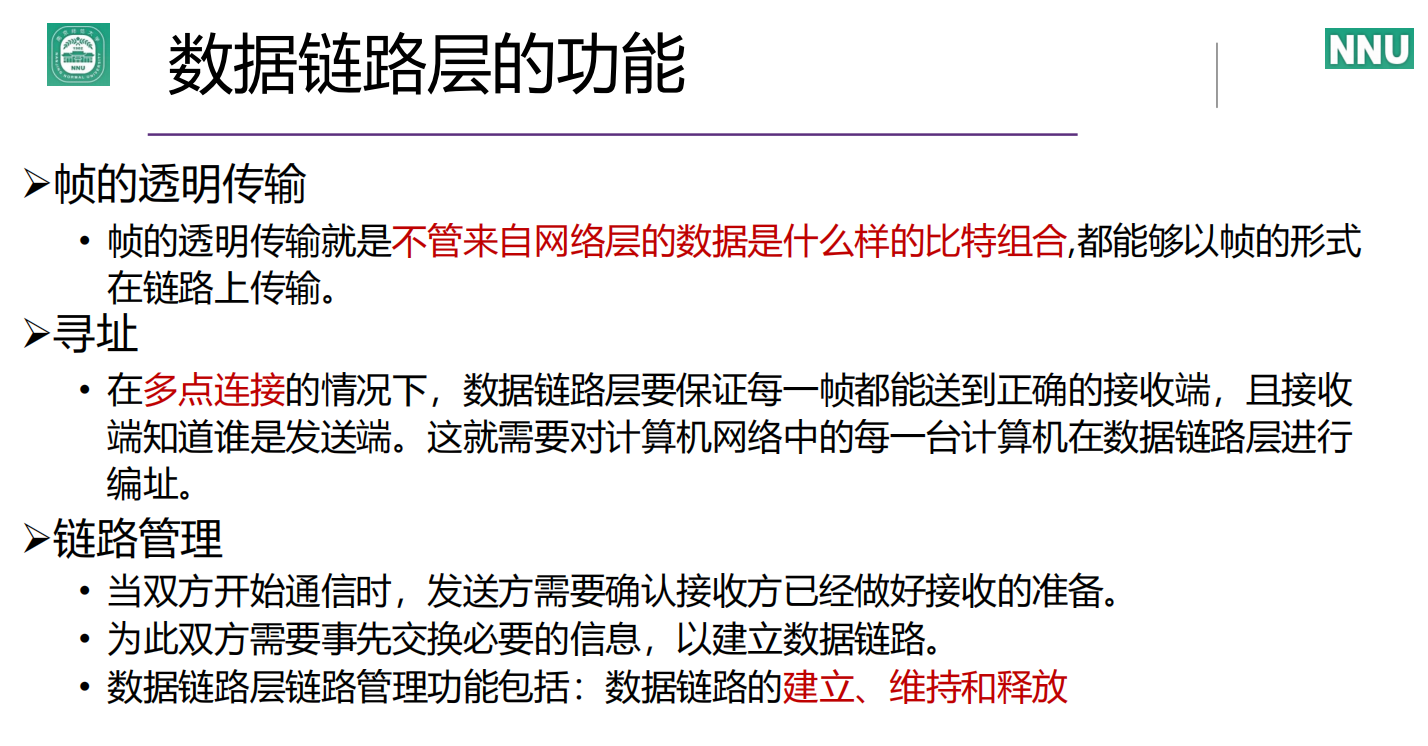 数据链路层的功能
NNU
NNU
➢帧的透明传输
• 帧的透明传输就是不管来自网络层的数据是什么样的比特组合,都能够以帧的形式
在链路上传输。
➢寻址
• 在多点连接的情况下，数据链路层要保证每一帧都能送到正确的接收端，且接收
端知道谁是发送端。这就需要对计算机网络中的每一台计算机在数据链路层进行
编址。
➢链路管理
• 当双方开始通信时，发送方需要确认接收方已经做好接收的准备。
• 为此双方需要事先交换必要的信息，以建立数据链路。
• 数据链路层链路管理功能包括：数据链路的建立、维持和释放